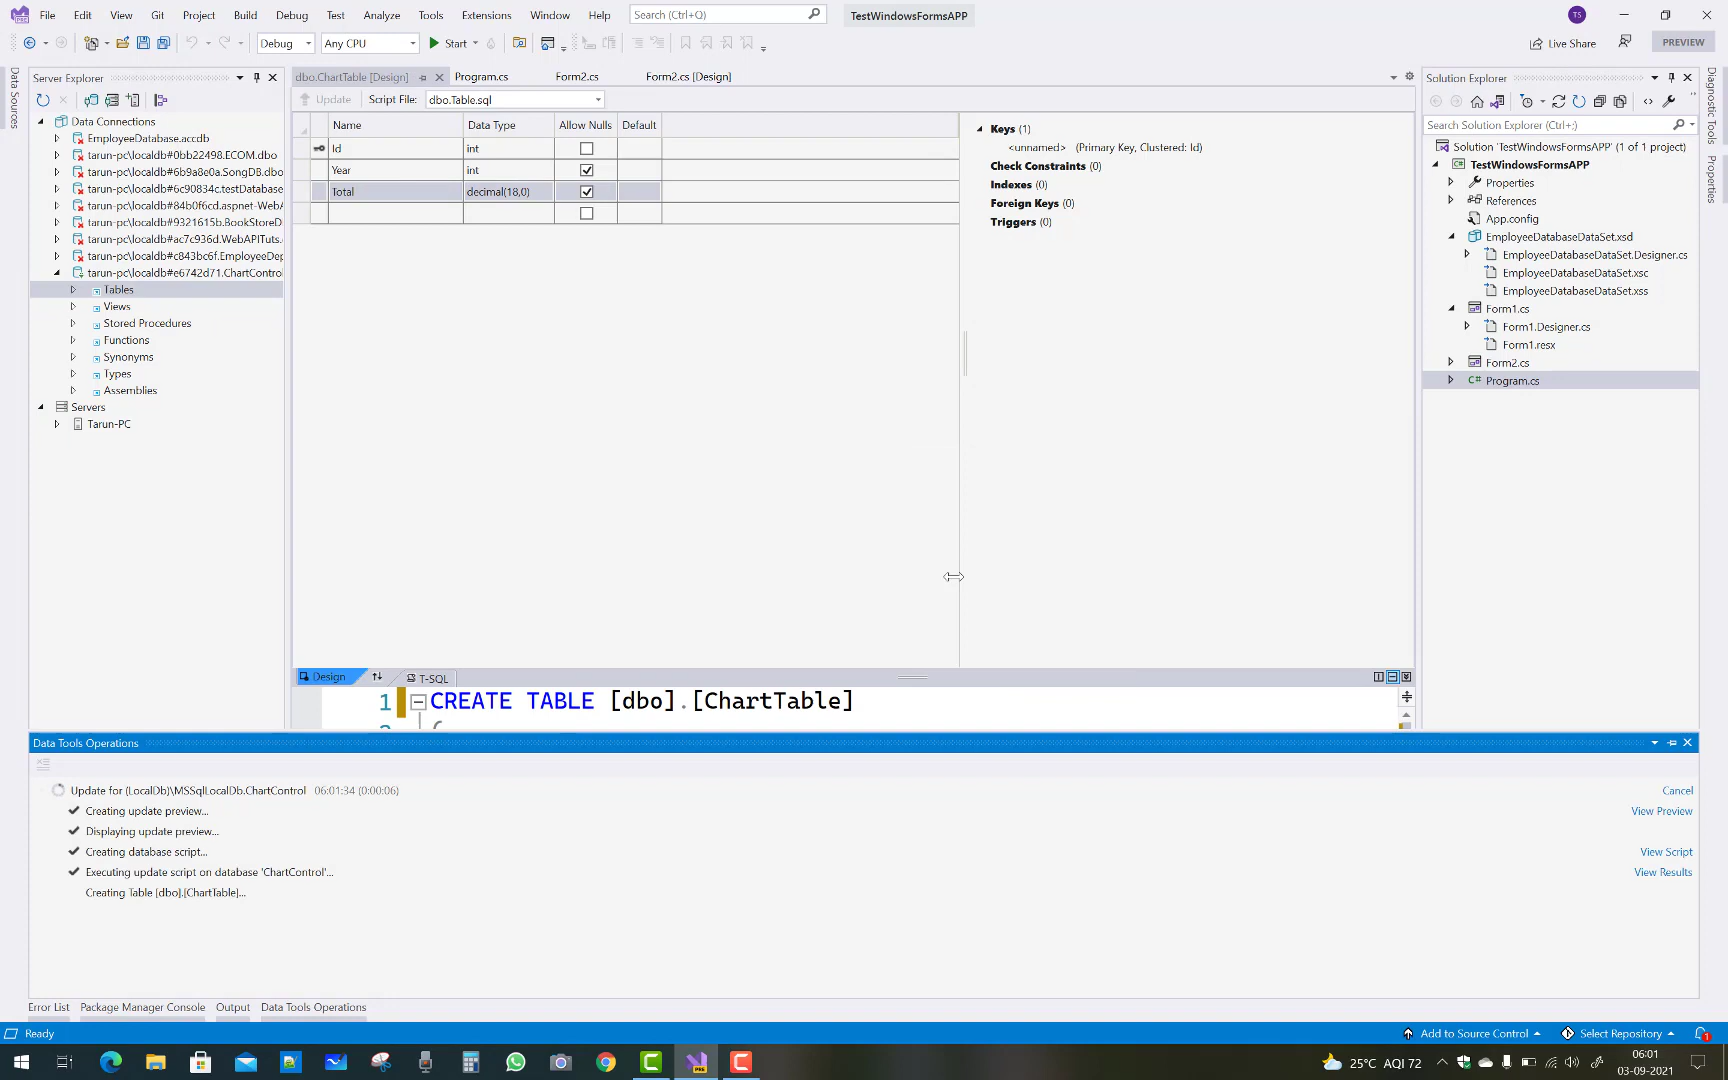 File Edit View Git Project Build Debug Test Analyze Tools Extensions Window Help Search (Ctrl+Q) TestWindowsFormsAPP TS
Debug Any CPU Start Live Share PREVIEW
Data Sources
Server Explorer
Data Connections
EmployeeDatabase.accdb
tarun-pc\localdb#0bb22498.ECOM.dbo
tarun-pc\localdb#6b9a8e0a.SongDB.dbo
tarun-pc\localdb#6c90834c.testDatabase
tarun-pc\localdb#84b0f6cd.aspnet-WebA
tarun-pc\localdb#9321615b.BookStoreD
tarun-pc\localdb#ac7c936d.WebAPITuts.
tarun-pc\localdb#c843bc6f.EmployeeDep
tarun-pc\localdb#e6742d71.ChartControl
Tables
Views
Stored Procedures
Functions
Synonyms
Types
Assemblies
Servers
Tarun-PC
dbo.ChartTable [Design] Program.cs Form2.cs Form2.cs [Design]
Update Script File: dbo.Table.sql
Name Data Type Allow Nulls Default
Id int
Year int
Total decimal(18,0)
Keys (1)
<unnamed> (Primary Key, Clustered: Id)
Check Constraints (0)
Indexes (0)
Foreign Keys (0)
Triggers (0)
Design T-SQL
1 CREATE TABLE [dbo].[ChartTable]
2 (
Solution Explorer
Search Solution Explorer (Ctrl+;)
Solution 'TestWindowsFormsAPP' (1 of 1 project)
TestWindowsFormsAPP
Properties
References
App.config
EmployeeDatabaseDataSet.xsd
EmployeeDatabaseDataSet.Designer.cs
EmployeeDatabaseDataSet.xsc
EmployeeDatabaseDataSet.xss
Form1.cs
Form1.Designer.cs
Form1.resx
Form2.cs
C# Program.cs
Diagnostic Tools
Properties
Data Tools Operations
Update for (LocalDb)\MSSqlLocalDb.ChartControl 06:01:34 (0:00:06) Cancel
Creating update preview... View Preview
Displaying update preview...
Creating database script... View Script
Executing update script on database 'ChartControl'... View Results
Creating Table [dbo].[ChartTable]...
Error List Package Manager Console Output Data Tools Operations
Ready Add to Source Control Select Repository 1
25°C AQI 72 06:01
03-09-2021